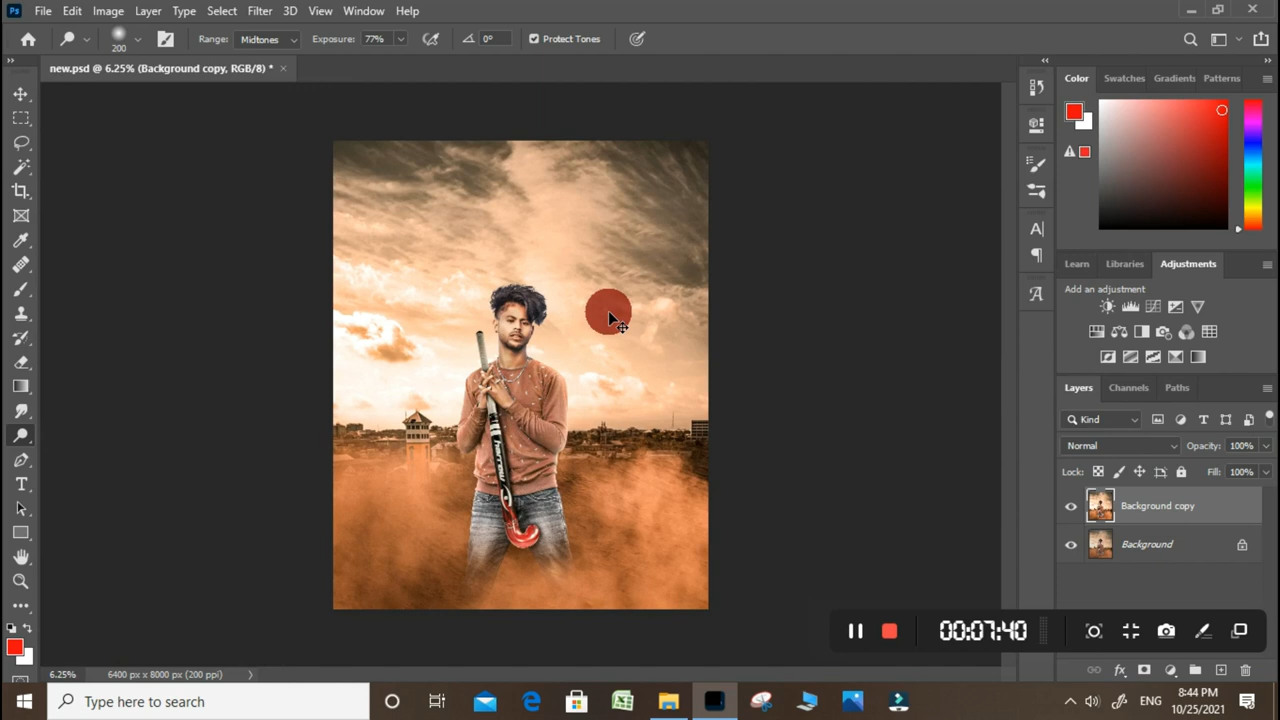 Ps File Edit Image Layer Type Select Filter 3D View Window Help
200 Range: Midtones Exposure: 77% 0° Protect Tones
new.psd @ 6.25% (Background copy, RGB/8) *
Color Swatches Gradients Patterns
Learn Libraries Adjustments
Add an adjustment
Layers Channels Paths
Kind
Normal Opacity: 100%
Lock: Fill: 100%
Background copy
Background
harrow
00:07:40
6.25% 6400 px x 8000 px (200 ppi)
Type here to search
ENG
8:44 PM
10/25/2021